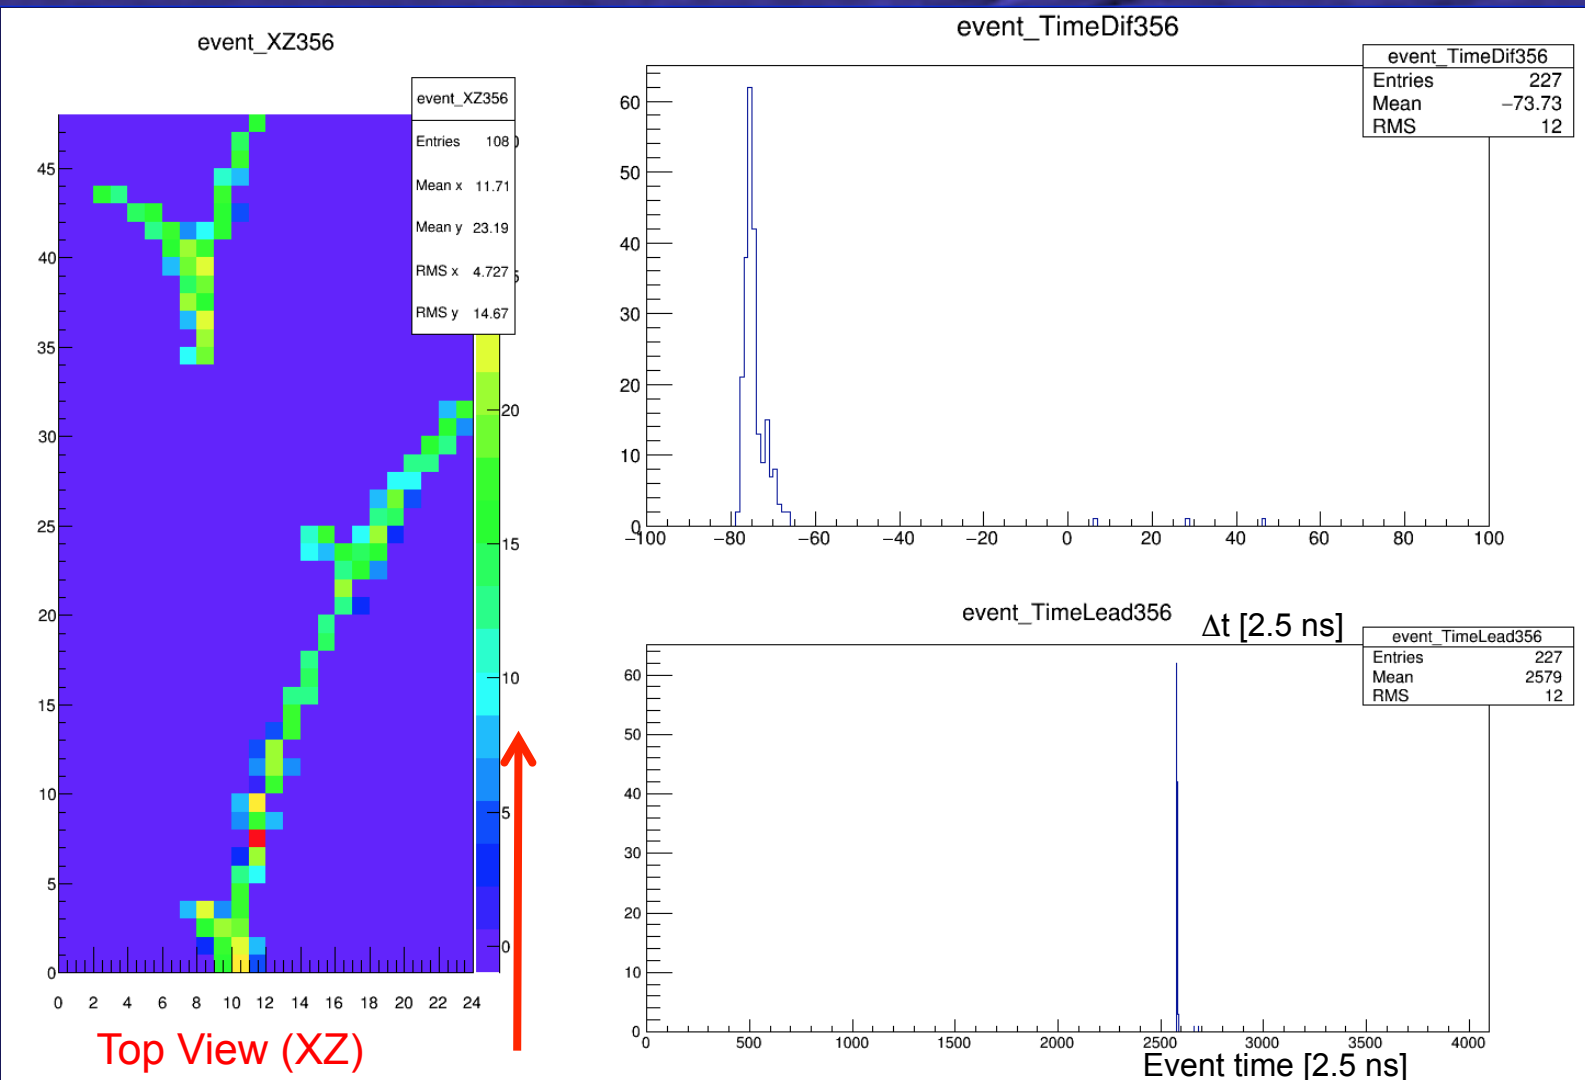 event_XZ356
event_XZ356
Entries 108
Mean x 11.71
Mean y 23.19
RMS x 4.727
RMS y 14.67
45
40
35
30
25
20
15
10
5
0
0 2 4 6 8 10 12 14 16 18 20 22 24
20
15
10
5
0
Top View (XZ)
event_TimeDif356
event_TimeDif356
Entries 227
Mean −73.73
RMS 12
60
50
40
30
20
10
0
−100 −80 −60 −40 −20 0 20 40 60 80 100
Δt [2.5 ns]
event_TimeLead356
event_TimeLead356
Entries 227
Mean 2579
RMS 12
60
50
40
30
20
10
0
0 500 1000 1500 2000 2500 3000 3500 4000
Event time [2.5 ns]